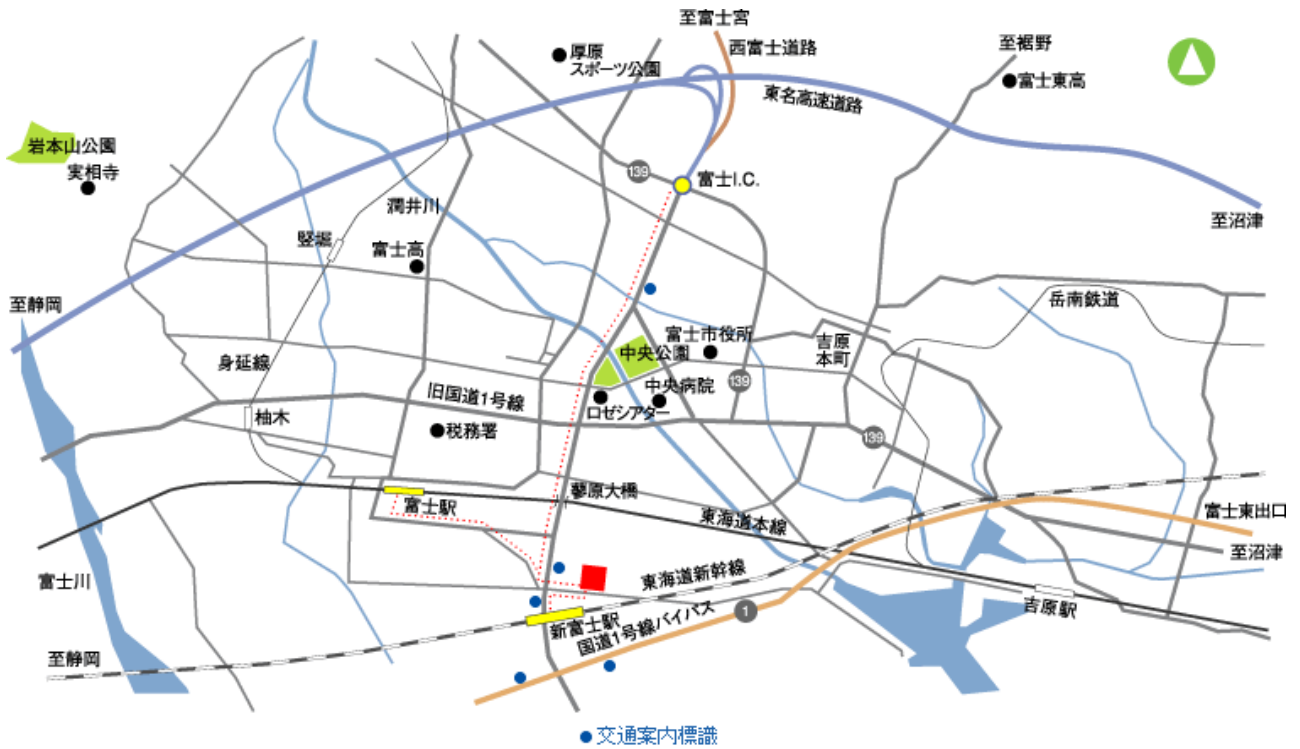 至富士宮
西富士道路
至裾野
厚原
スポーツ公園
富士東高
東名高速道路
岩本山公園
実相寺
139
富士I.C.
潤井川
至沼津
竪堀
富士高
至静岡
岳南鉄道
富士市役所
吉原
本町
中央公園
身延線
139
中央病院
旧国道1号線
ロゼシアター
柚木
税務署
139
蓼原大橋
富士駅
東海道本線
富士東出口
至沼津
富士川
東海道新幹線
吉原駅
1
新富士駅
国道1号線バイパス
至静岡
交通案内標識